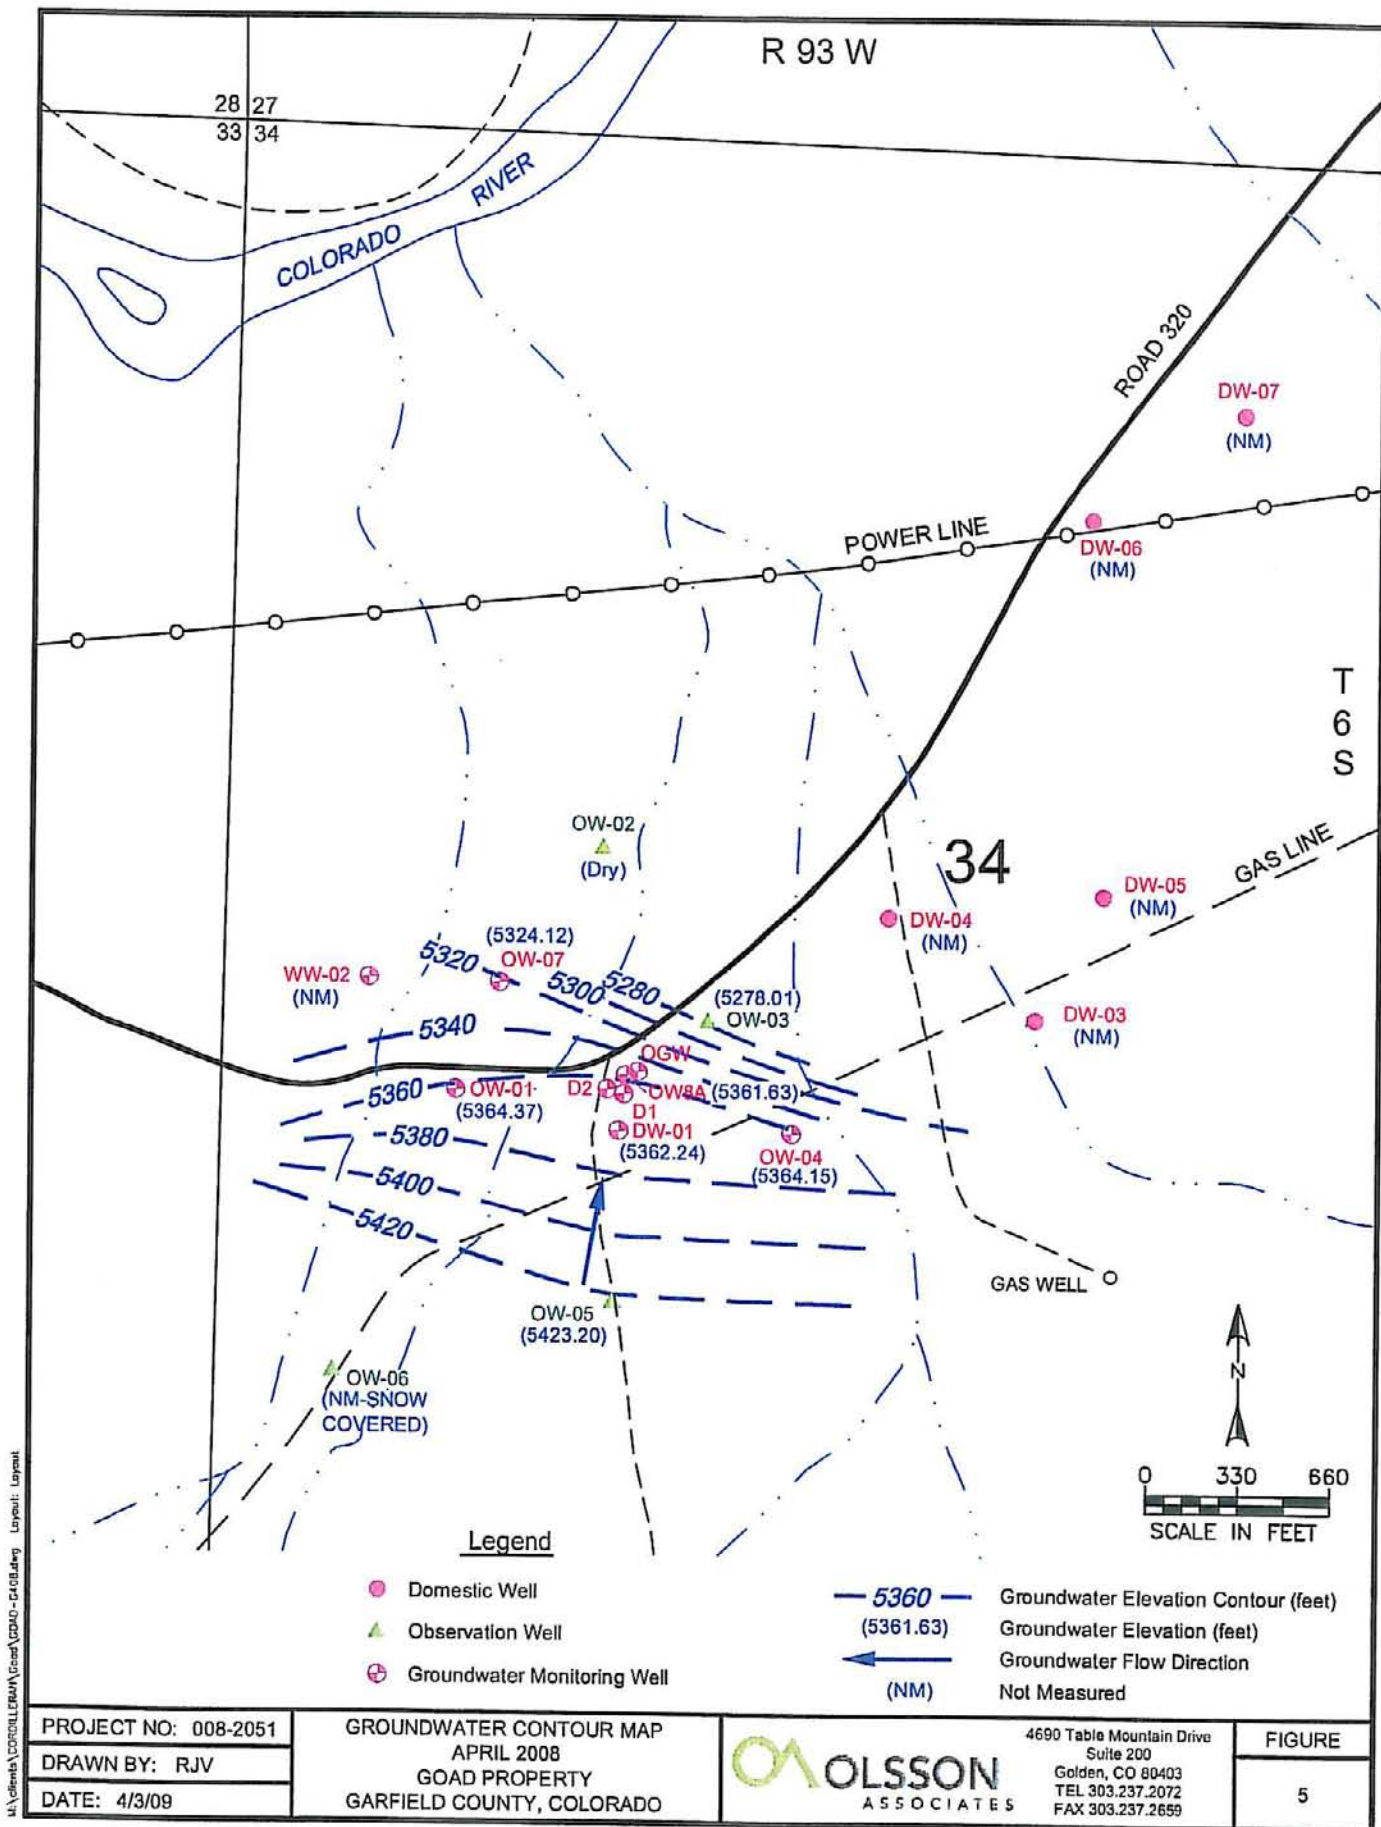 R 93 W
28 27
33 34
COLORADO RIVER
ROAD 320
DW-07
(NM)
POWER LINE
DW-06
(NM)
T
6
S
OW-02
(Dry)
34
GAS LINE
DW-05
(NM)
DW-04
(NM)
(5324.12)
5320
OW-07
WW-02
(NM)
5300
5280
(5278.01)
OW-03
DW-03
(NM)
5340
OGW
5360
OW-01
(5364.37)
D2
OW8A
(5361.63)
D1
DW-01
(5362.24)
5380
OW-04
(5364.15)
5400
5420
GAS WELL
OW-05
(5423.20)
OW-06
(NM-SNOW
COVERED)
N
0 330 660
SCALE IN FEET
Legend
Domestic Well
Observation Well
Groundwater Monitoring Well
5360 Groundwater Elevation Contour (feet)
(5361.63) Groundwater Elevation (feet)
Groundwater Flow Direction
(NM) Not Measured
PROJECT NO: 008-2051
DRAWN BY: RJV
DATE: 4/3/09
GROUNDWATER CONTOUR MAP
APRIL 2008
GOAD PROPERTY
GARFIELD COUNTY, COLORADO
OLSSON
ASSOCIATES
4690 Table Mountain Drive
Suite 200
Golden, CO 80403
TEL 303.237.2072
FAX 303.237.2659
FIGURE
5
Layout: Layout